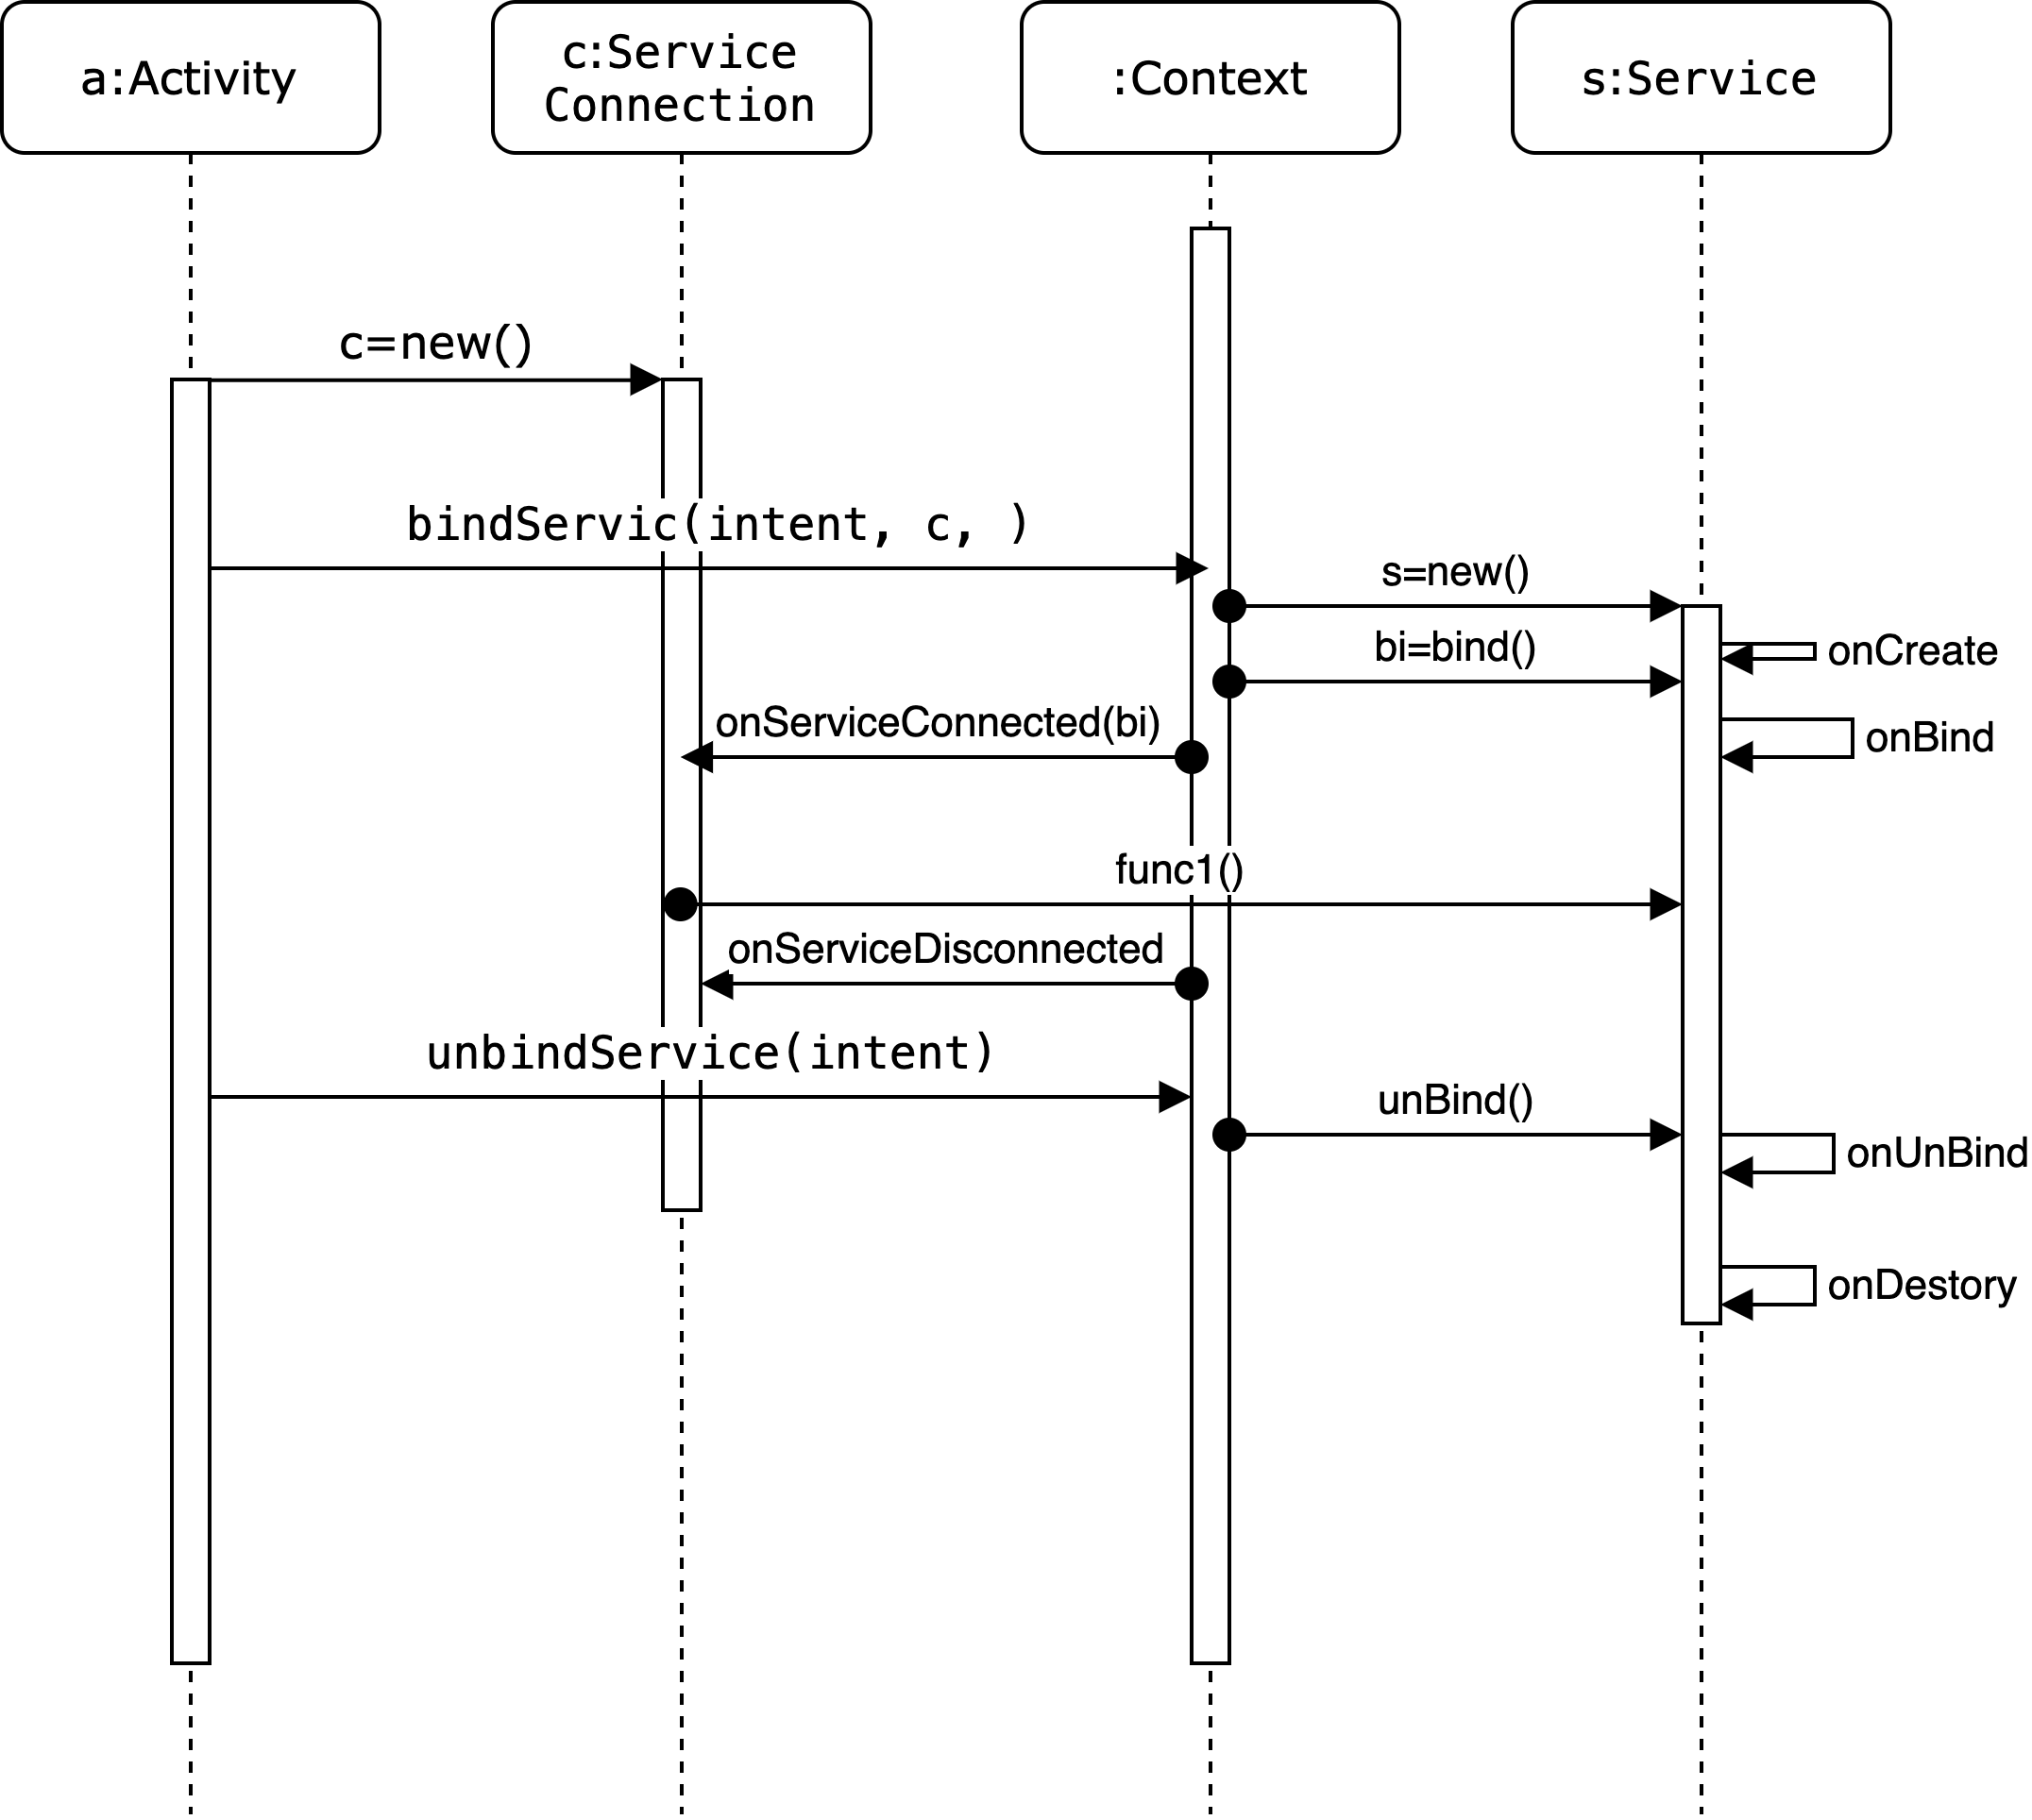 a:Activity
c:Service
Connection
:Context
s:Service
c=new()
bindServic(intent, c, )
s=new()
bi=bind()
onCreate
onServiceConnected(bi)
onBind
func1()
onServiceDisconnected
unbindService(intent)
unBind()
onUnBind
onDestory